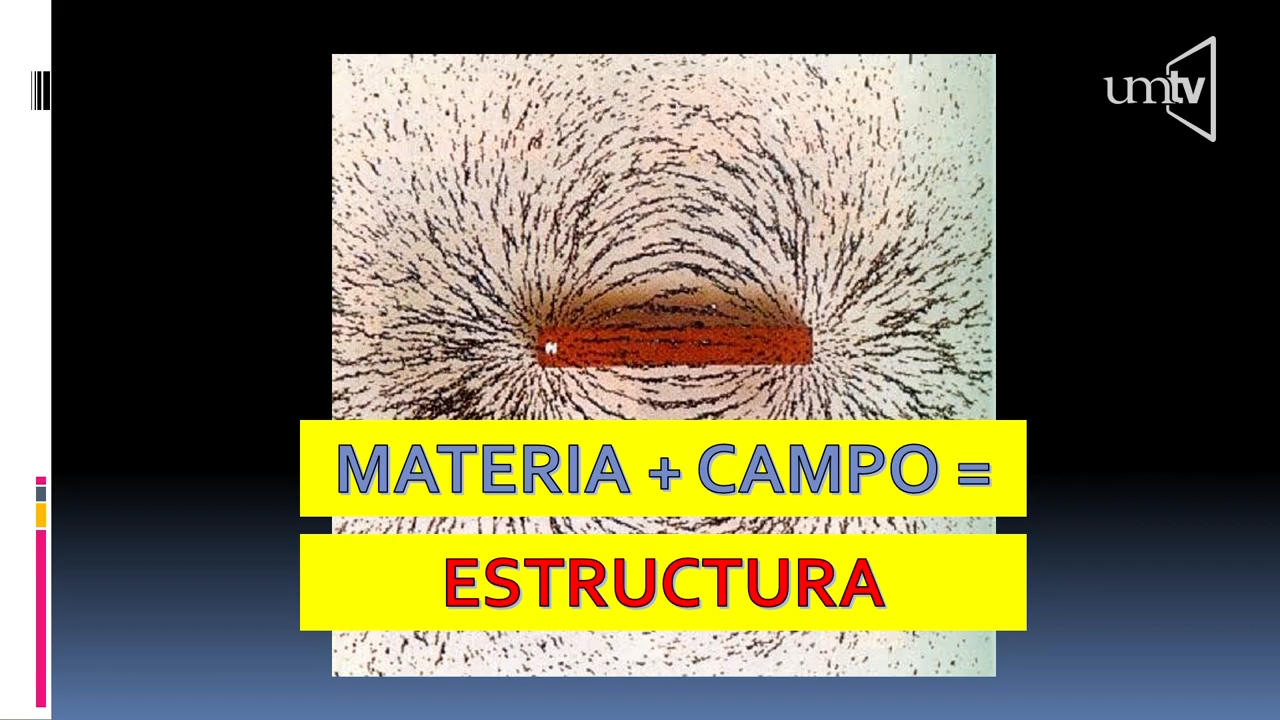 umtv
MATERIA + CAMPO =
ESTRUCTURA